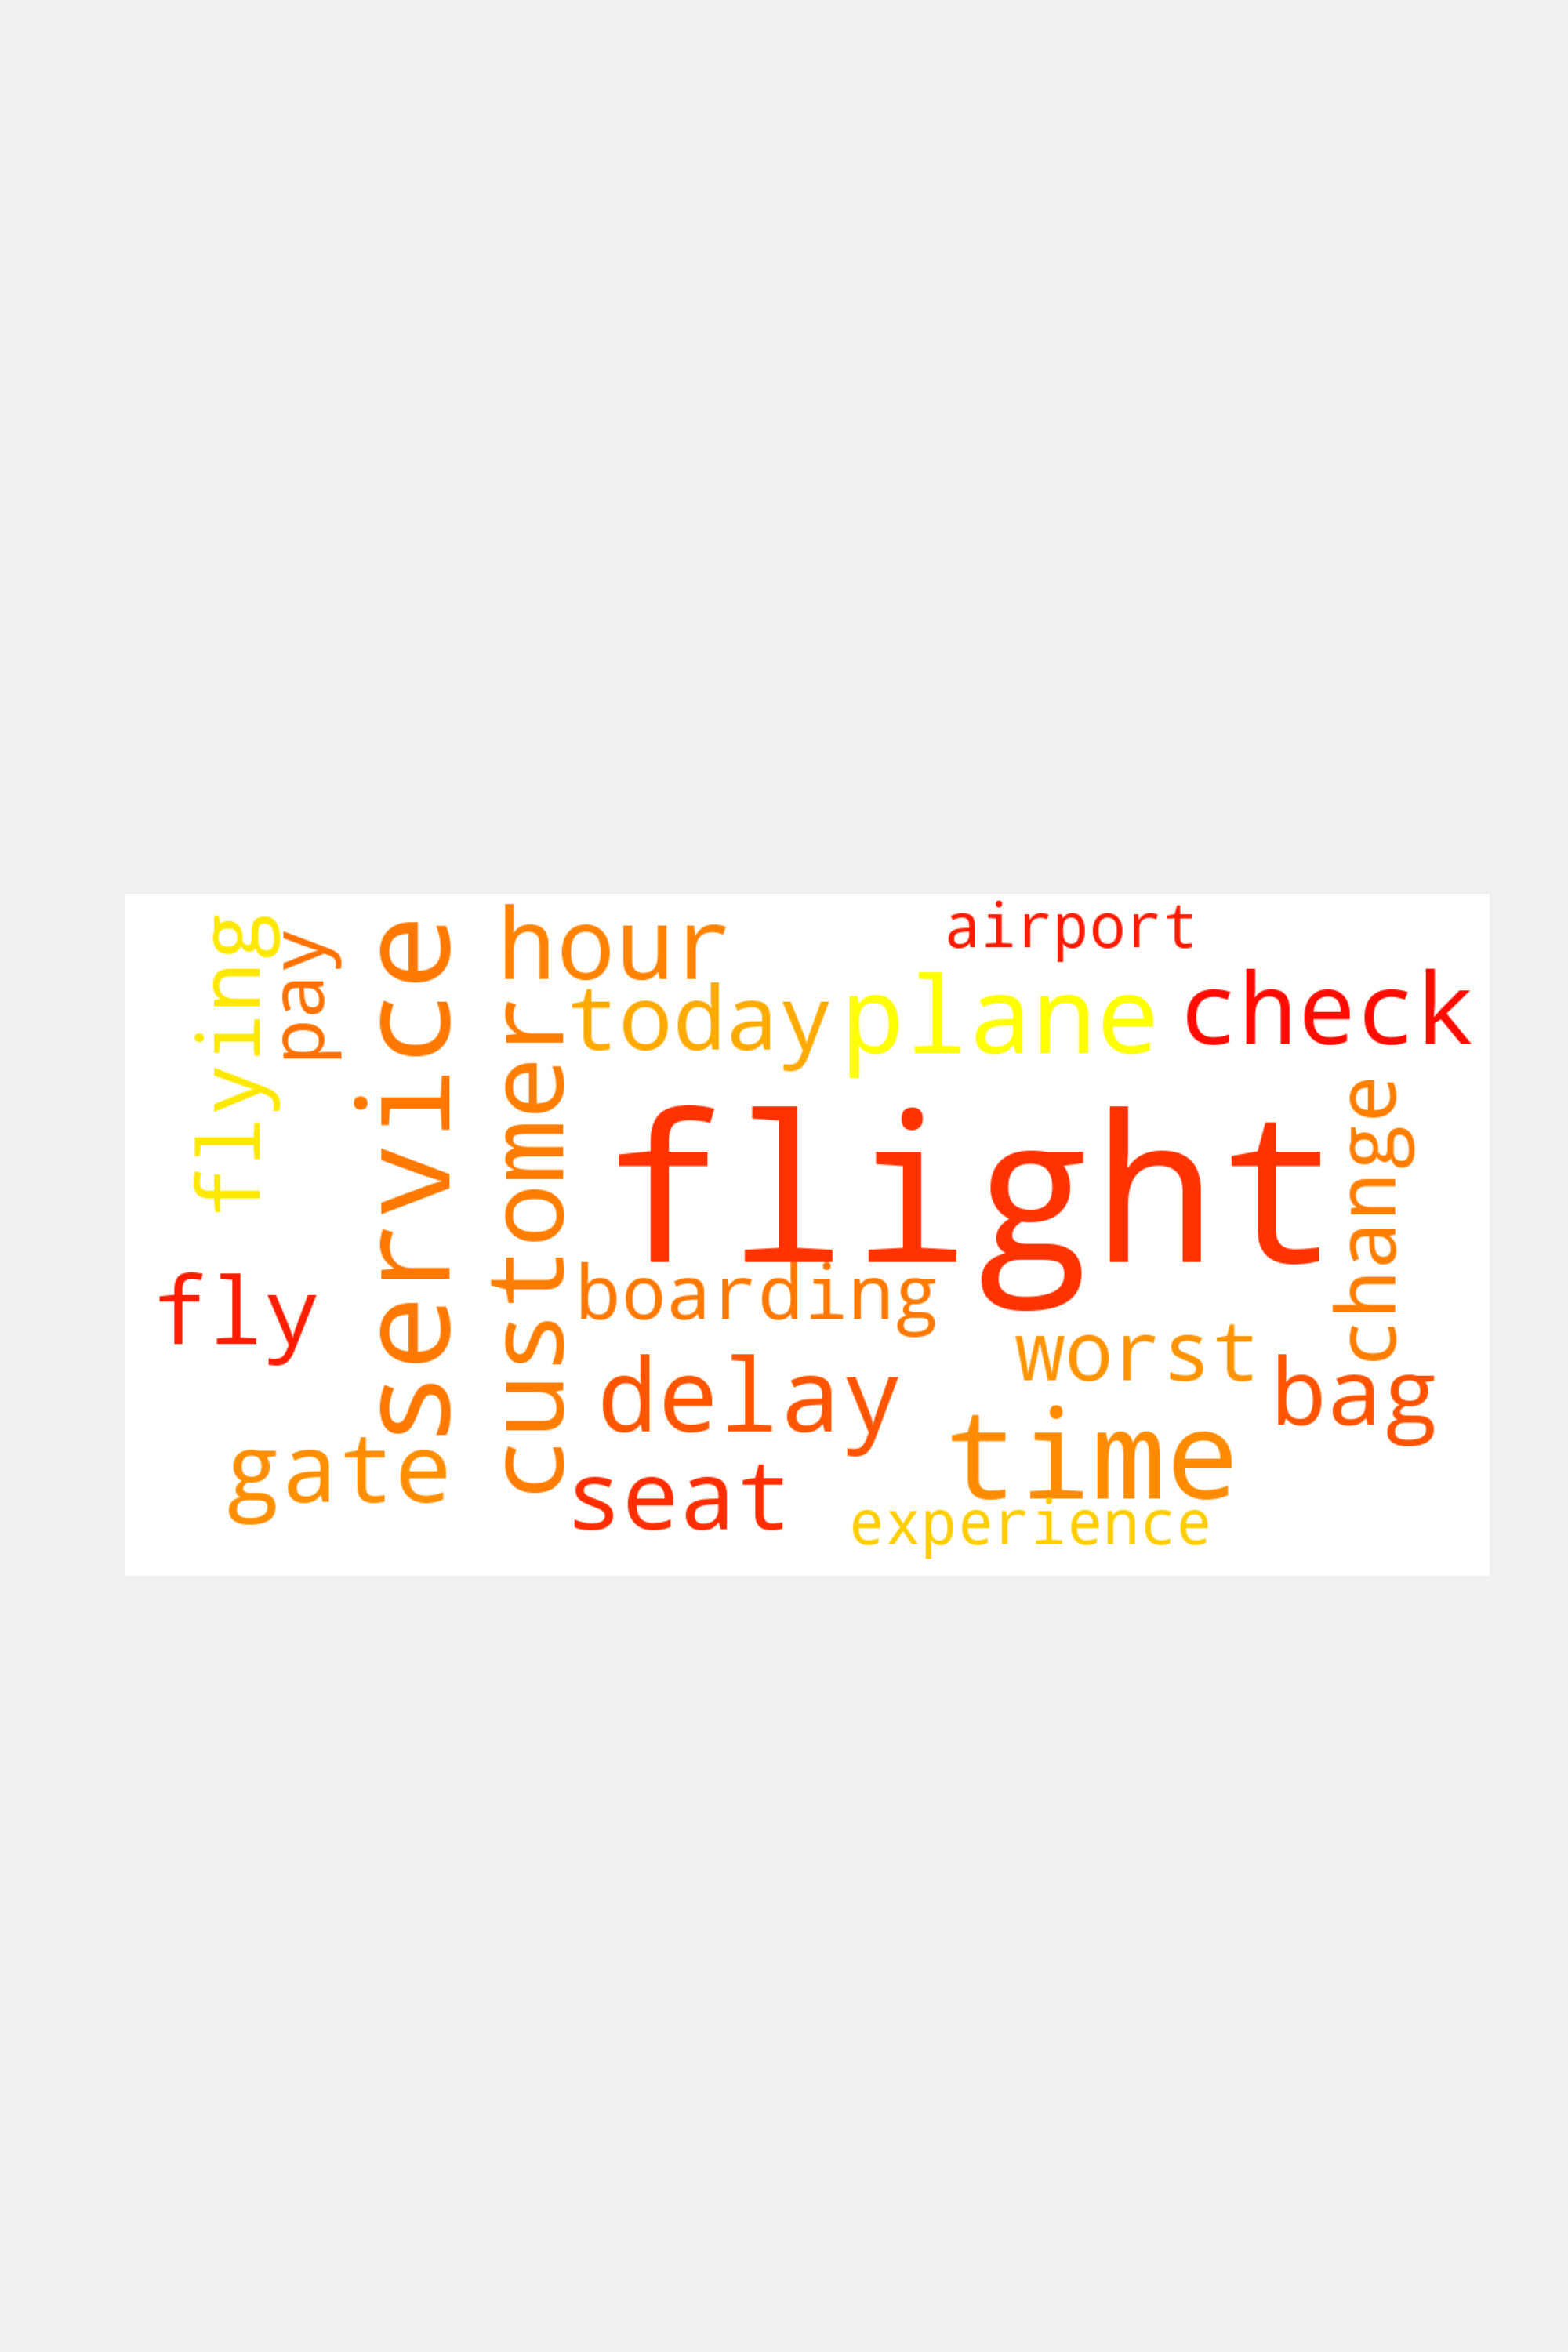 flying
pay
service
customer
hour
airport
today
plane
check
flight
change
fly
boarding
worst
delay
bag
gate
seat
time
experience